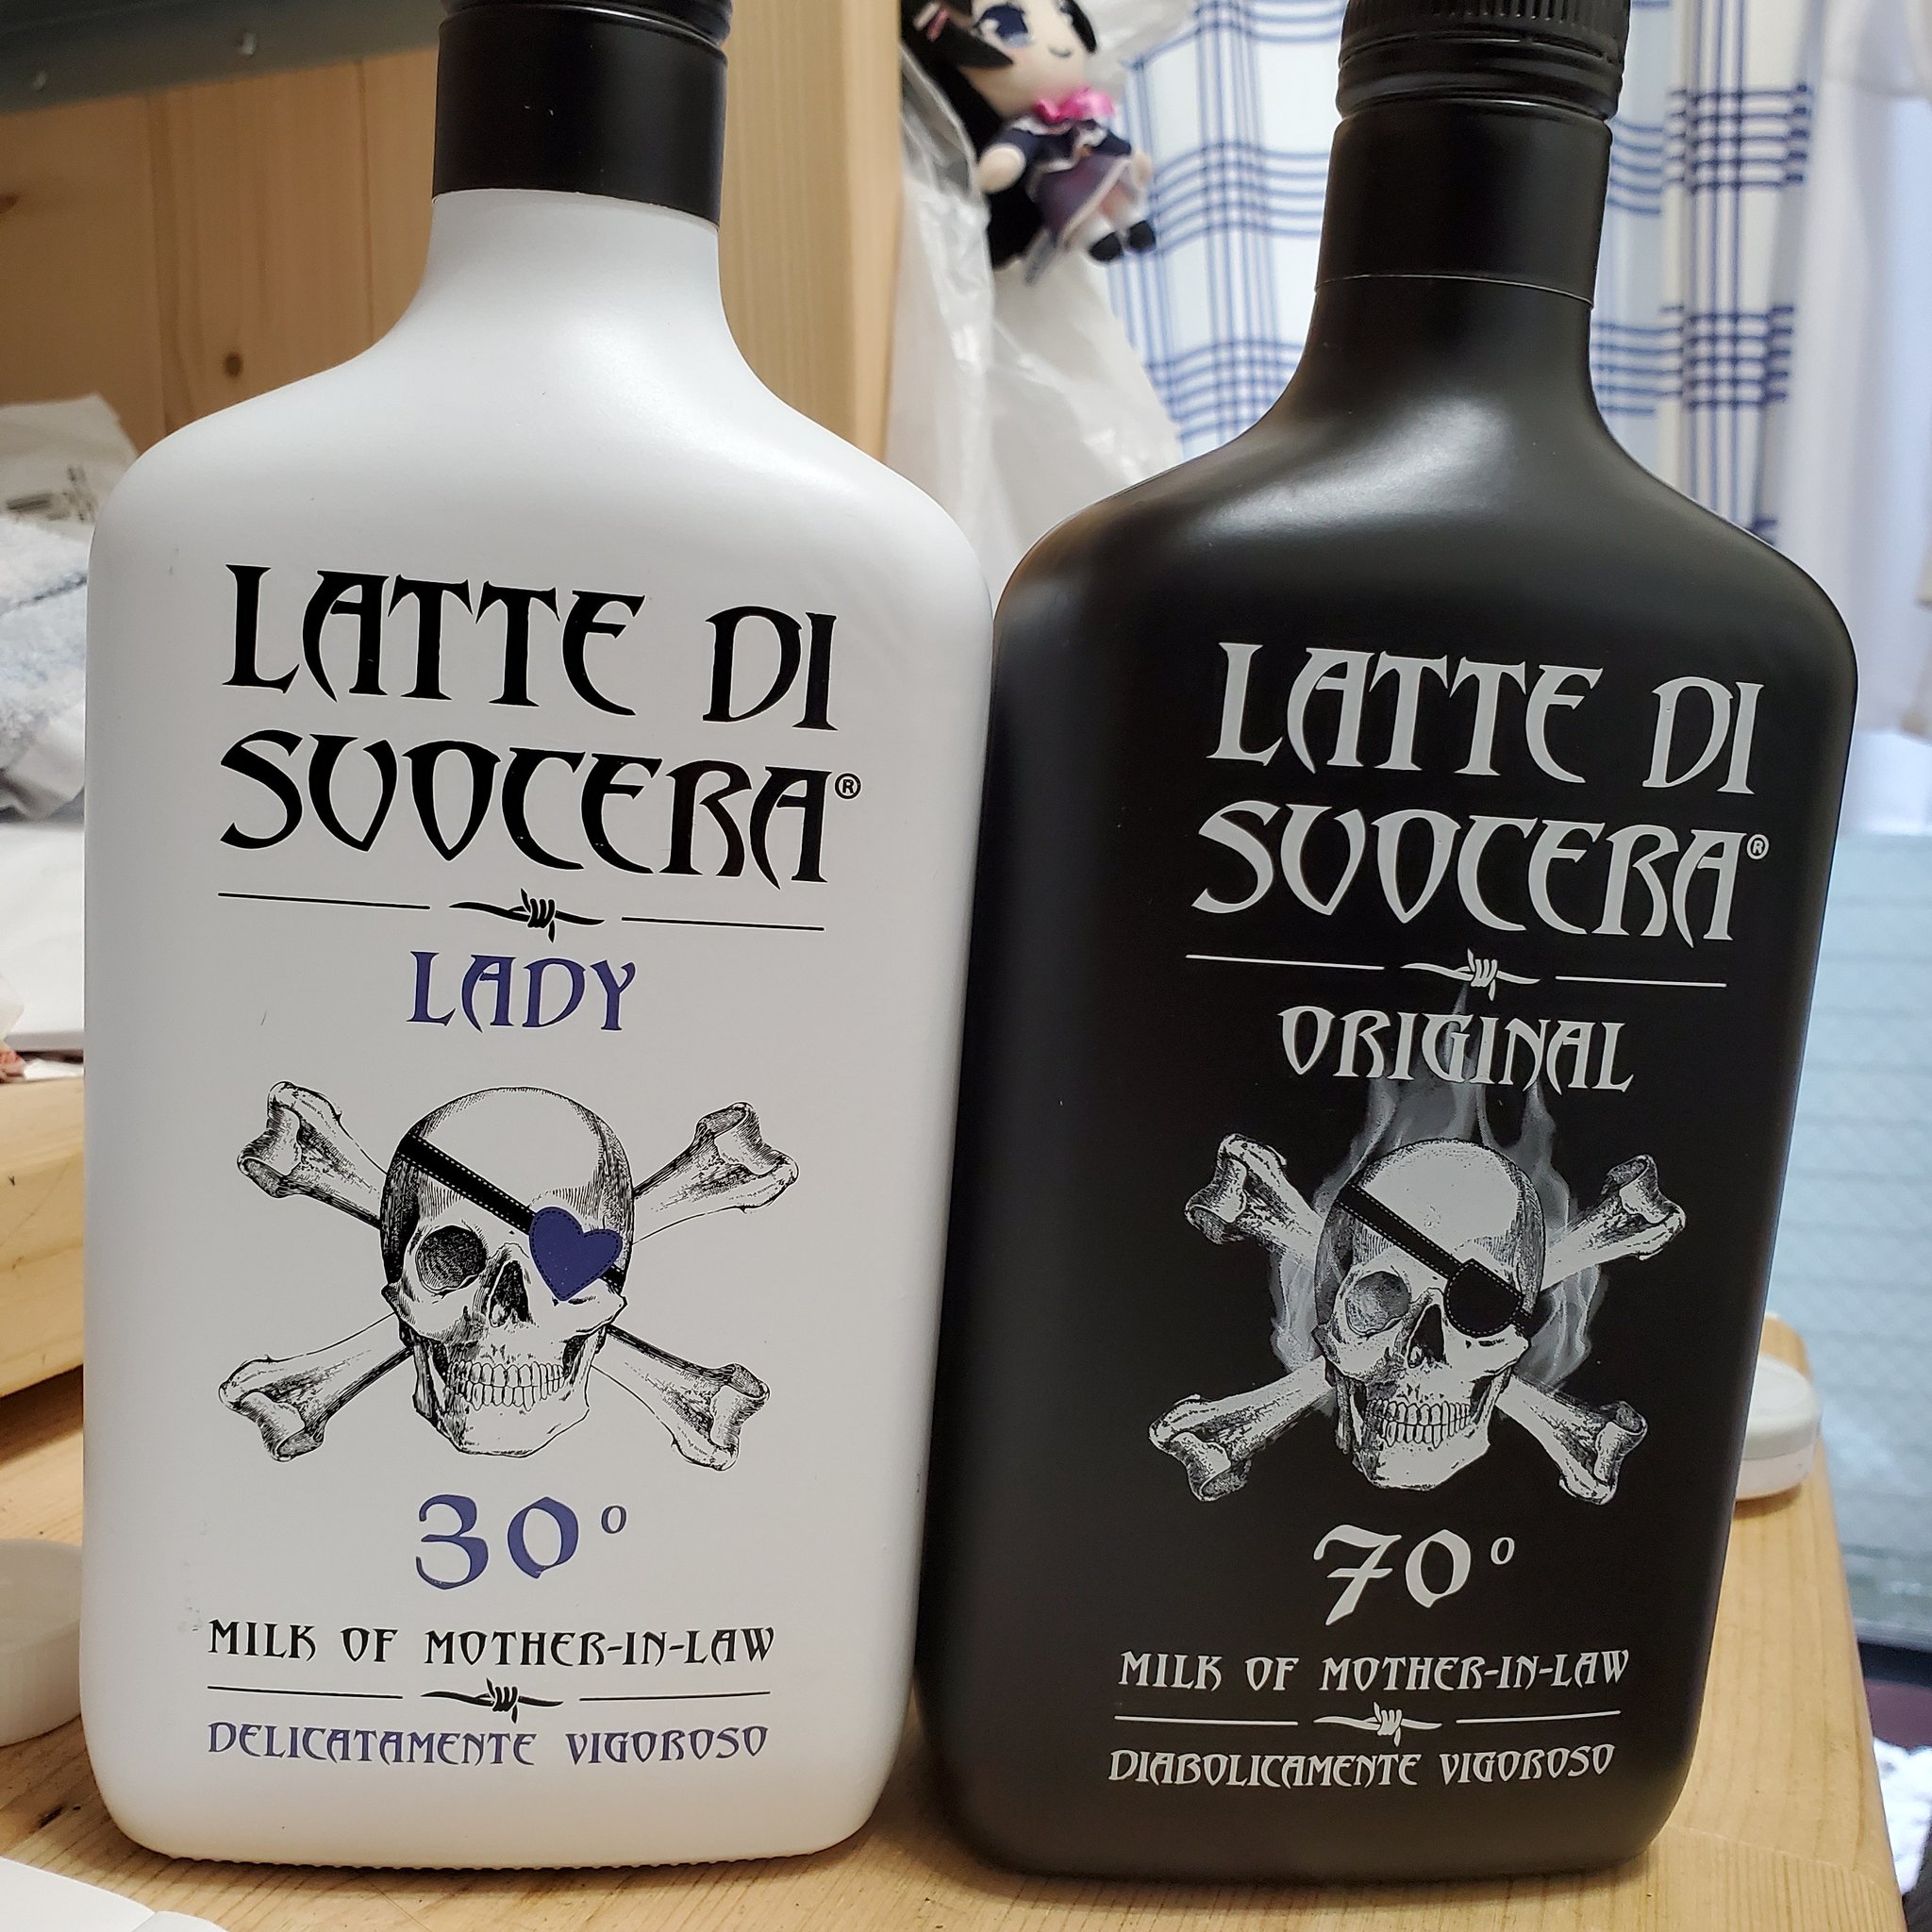 LATTE DI
SUOCERA®
LADY
30°
MILK OF MOTHER-IN-LAW
DELICATAMENTE VIGOROSO
LATTE DI
SUOCERA®
ORIGINAL
70°
MILK OF MOTHER-IN-LAW
DIABOLICAMENTE VIGOROSO